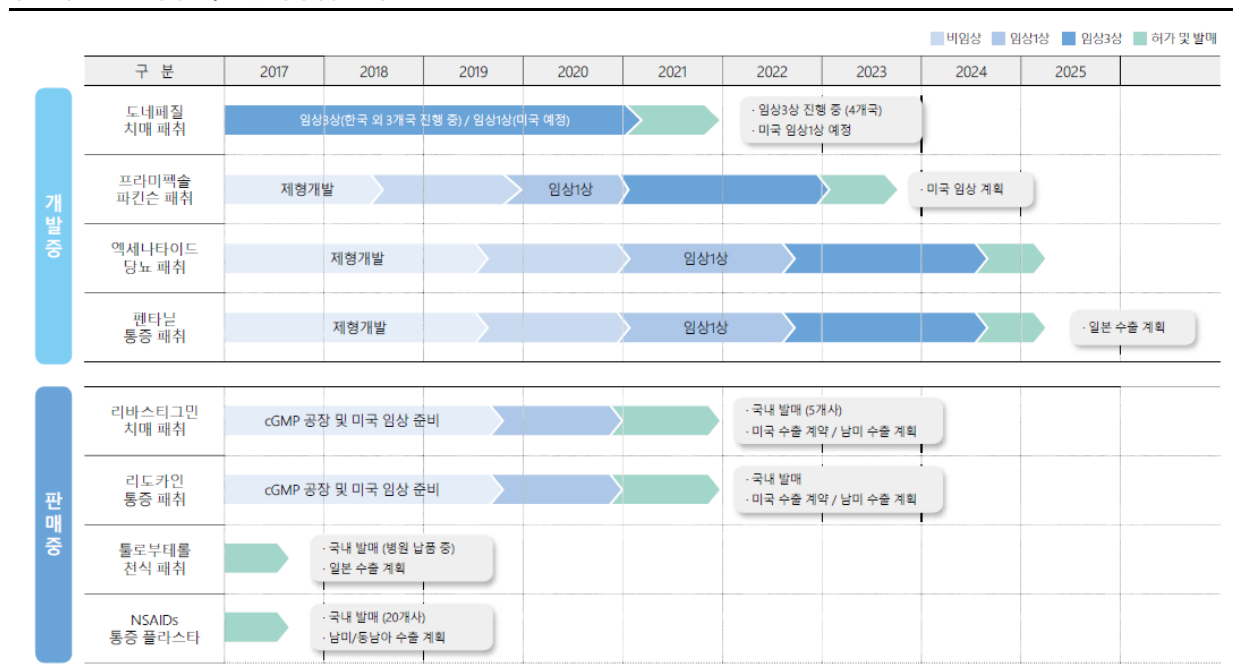 비임상 임상1상 임상3상 허가 및 발매
구 분 2017 2018 2019 2020 2021 2022 2023 2024 2025
개발중
도네페질
치매 패취
임상3상(한국 외 3개국 진행 중) / 임상1상(미국 예정)
· 임상3상 진행 중 (4개국)
· 미국 임상1상 예정
프라미펙솔
파킨슨 패취
제형개발 임상1상
· 미국 임상 계획
엑세나타이드
당뇨 패취
제형개발 임상1상
펜타닐
통증 패취
제형개발 임상1상
· 일본 수출 계획
판매중
리바스티그민
치매 패취
cGMP 공장 및 미국 임상 준비
· 국내 발매 (5개사)
· 미국 수출 계약 / 남미 수출 계획
리도카인
통증 패취
cGMP 공장 및 미국 임상 준비
· 국내 발매
· 미국 수출 계약 / 남미 수출 계획
툴로부테롤
천식 패취
· 국내 발매 (병원 납품 중)
· 일본 수출 계획
NSAIDs
통증 플라스타
· 국내 발매 (20개사)
· 남미/동남아 수출 계획